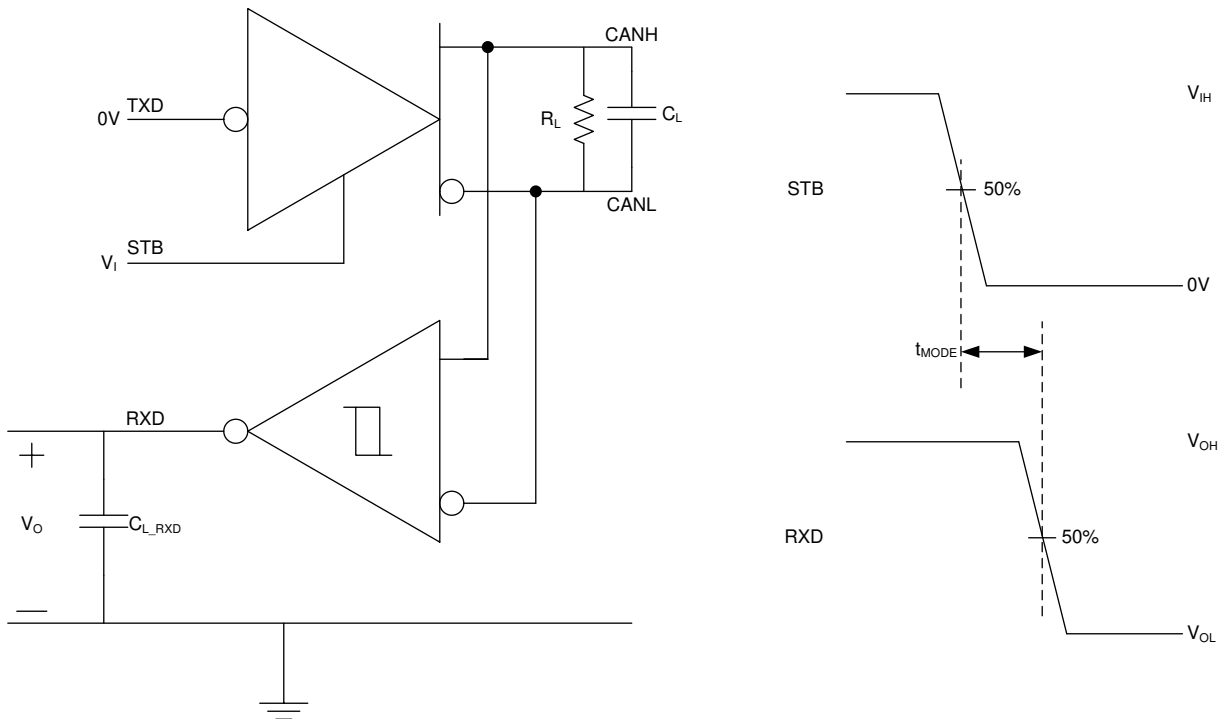 CANH
TXD
0V
R_L
C_L
CANL
STB
V_I
RXD
+
V_O
C_L_RXD
—
V_IH
STB
50%
0V
t_MODE
V_OH
RXD
50%
V_OL